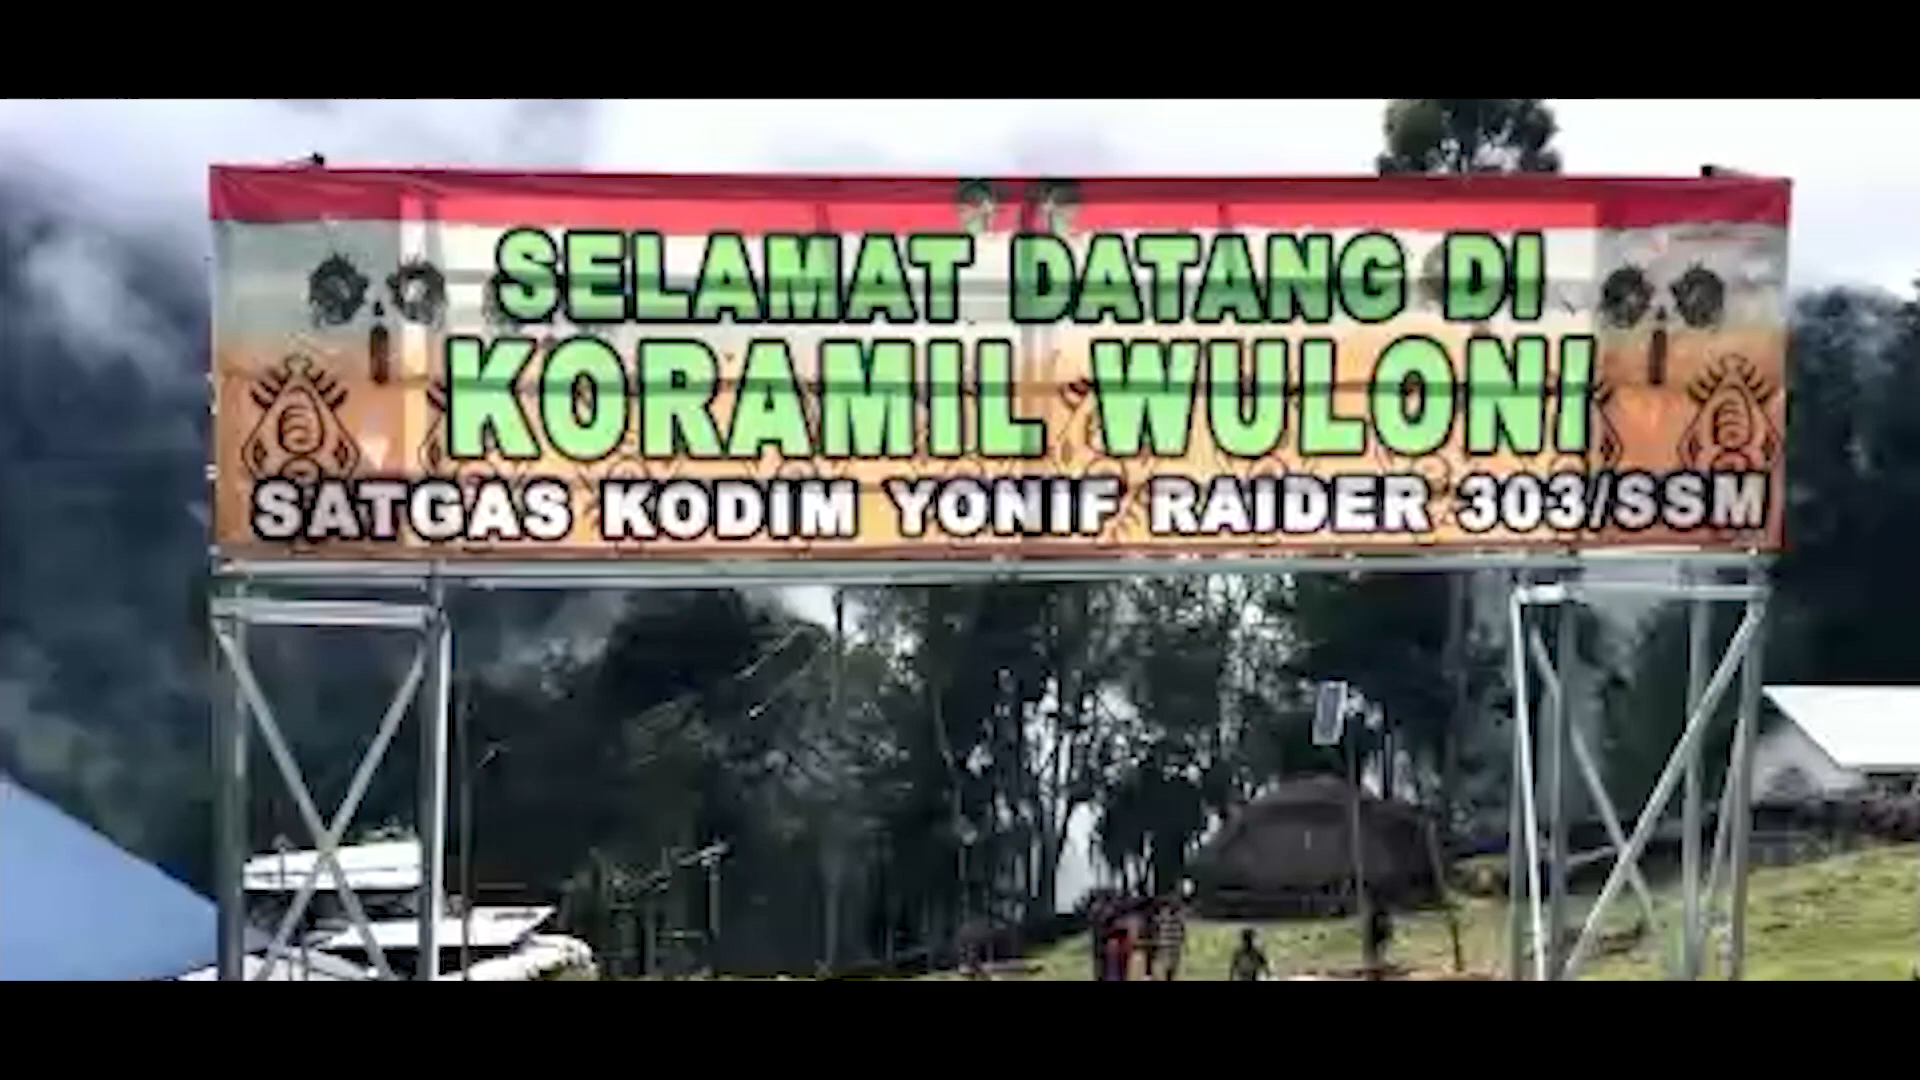 SELAMAT DATANG DI
KORAMIL WULONI
SATGAS KODIM YONIF RAIDER 303/SSM